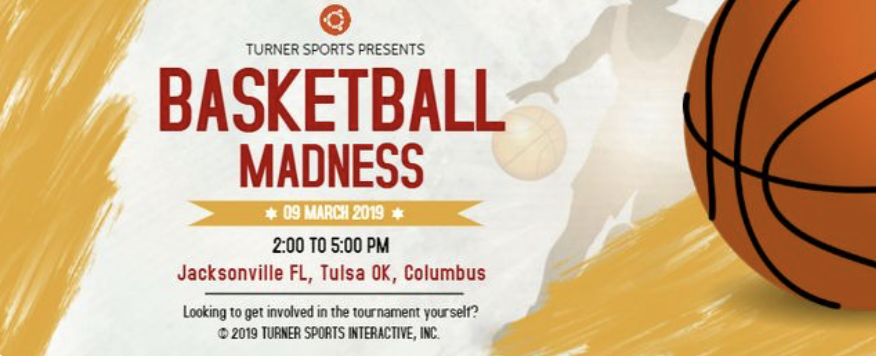 TURNER SPORTS PRESENTS
BASKETBALL
MADNESS
09 MARCH 2019
2:00 TO 5:00 PM
Jacksonville FL, Tulsa OK, Columbus
Looking to get involved in the tournament yourself?
© 2019 TURNER SPORTS INTERACTIVE, INC.